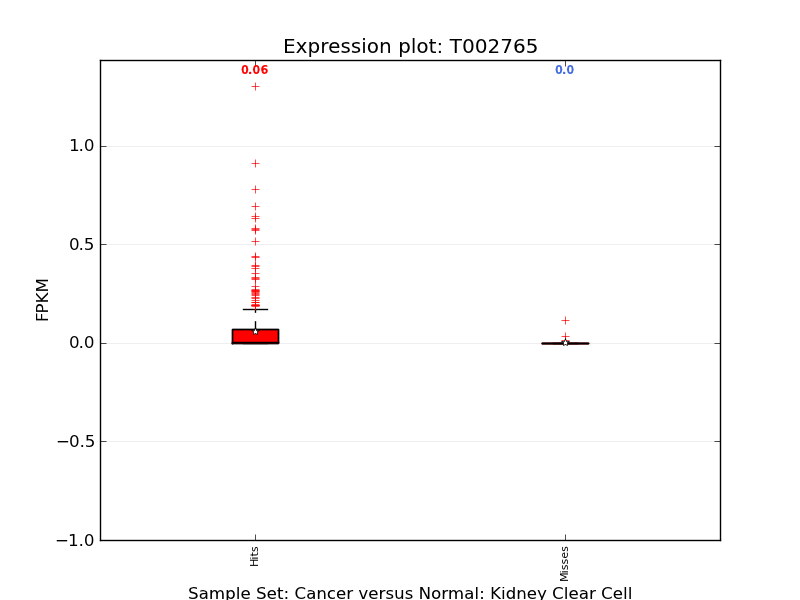 Expression plot: T002765
0.06
0.0
1.0
0.5
0.0
−0.5
−1.0
FPKM
Hits
Misses
Sample Set: Cancer versus Normal: Kidney Clear Cell